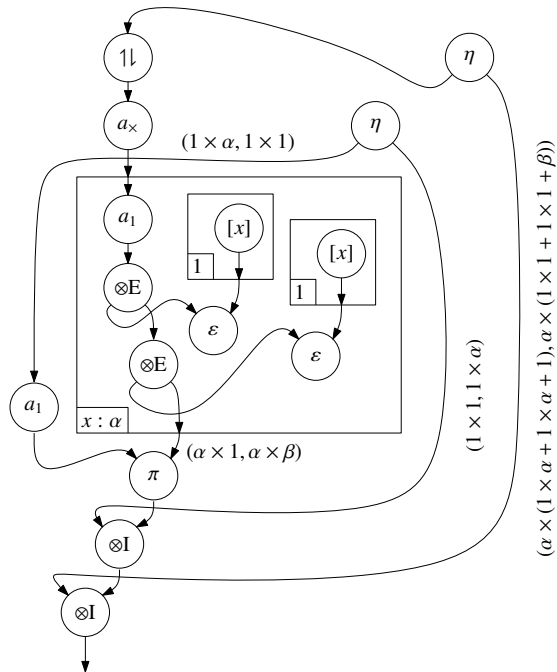 1⇂
η
a×
(1 × α, 1 × 1)
η
a₁
[x]
[x]
1
1
⊗E
ε
ε
⊗E
a₁
x : α
(α × 1, α × β)
(1 × 1, 1 × α)
(α × (1 × α + 1 × α + 1), α × (1 × 1 + 1 × 1 + β))
π
⊗I
⊗I